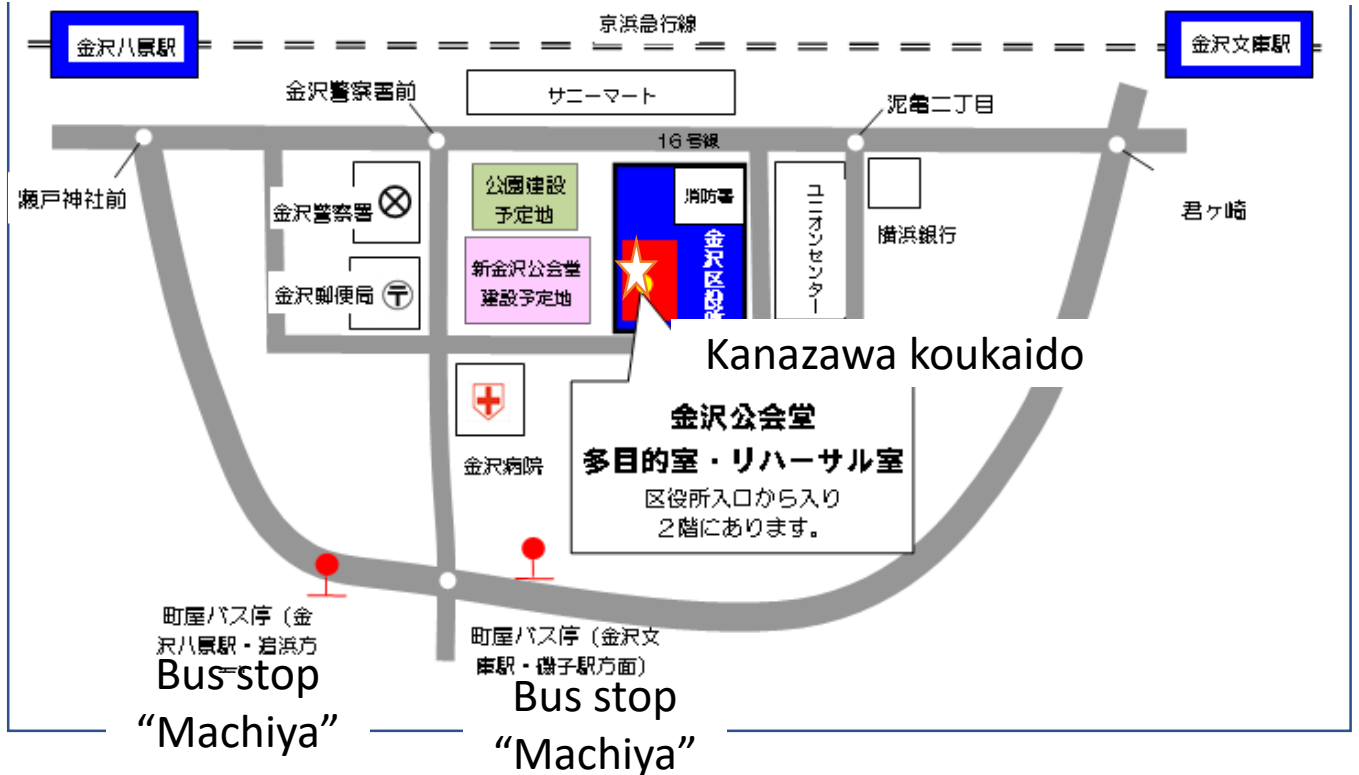 京浜急行線
金沢八景駅
金沢文庫駅
金沢警察署前
サニーマート
泥亀二丁目
16号線
瀬戸神社前
金沢警察署
公園建設
予定地
消防署
金沢区役所
ユニオンセンター
横浜銀行
君ヶ崎
金沢郵便局
新金沢公会堂
建設予定地
Kanazawa koukaido
金沢病院
金沢公会堂
多目的室・リハーサル室
区役所入口から入り
2階にあります。
町屋バス停（金
沢八景駅・追浜方
町屋バス停（金沢文
庫駅・磯子駅方面）
Bus stop
“Machiya”
Bus stop
“Machiya”